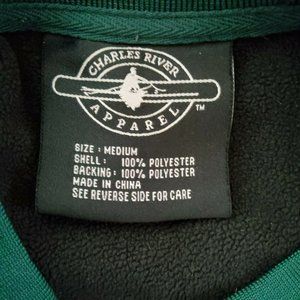 CHARLES RIVER
APPAREL ™
SIZE : MEDIUM
SHELL : 100% POLYESTER
BACKING : 100% POLYESTER
MADE IN CHINA
SEE REVERSE SIDE FOR CARE